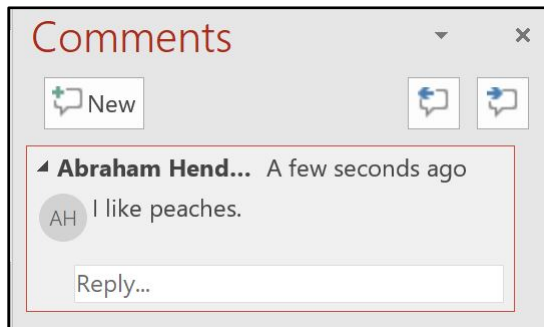 Comments
New
Abraham Hend... A few seconds ago
AH
I like peaches.
Reply...